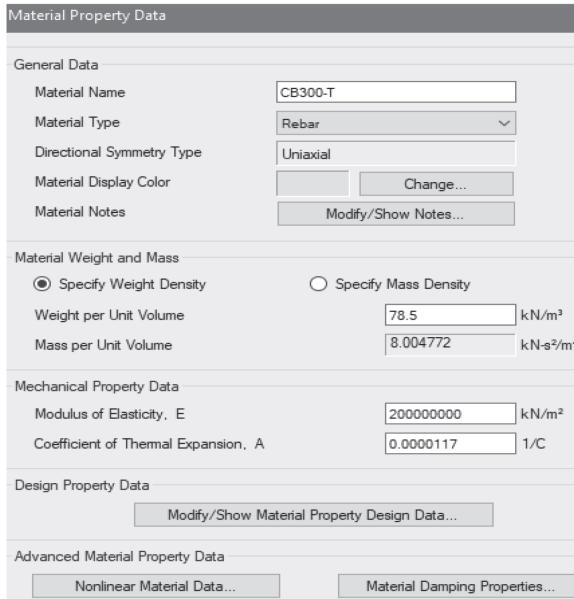 Material Property Data
General Data
Material Name CB300-T
Material Type Rebar
Directional Symmetry Type Uniaxial
Material Display Color Change...
Material Notes Modify/Show Notes...
Material Weight and Mass
Specify Weight Density Specify Mass Density
Weight per Unit Volume 78.5 kN/m³
Mass per Unit Volume 8.004772
Mechanical Property Data
Modulus of Elasticity, E 200000000 kN/m²
Coefficient of Thermal Expansion, A 0.0000117 1/C
Design Property Data
Modify/Show Material Property Design Data...
Advanced Material Property Data
Nonlinear Material Data... Material Damping Properties...